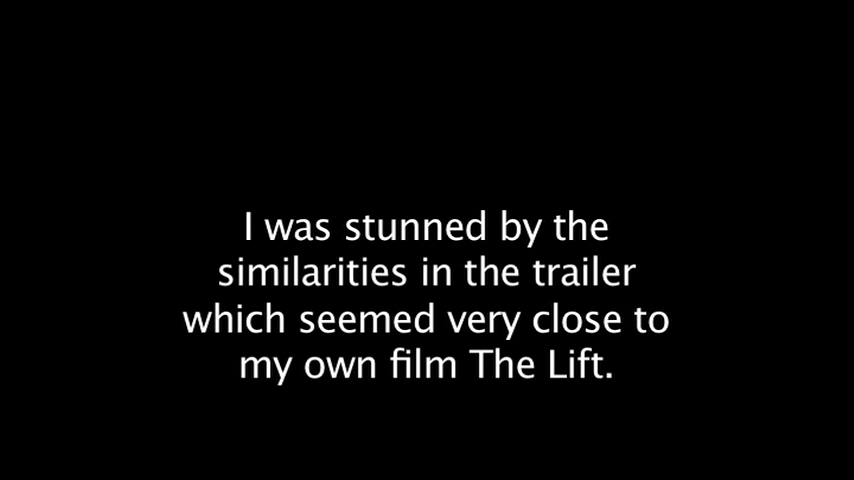 I was stunned by the
similarities in the trailer
which seemed very close to
my own film The Lift.